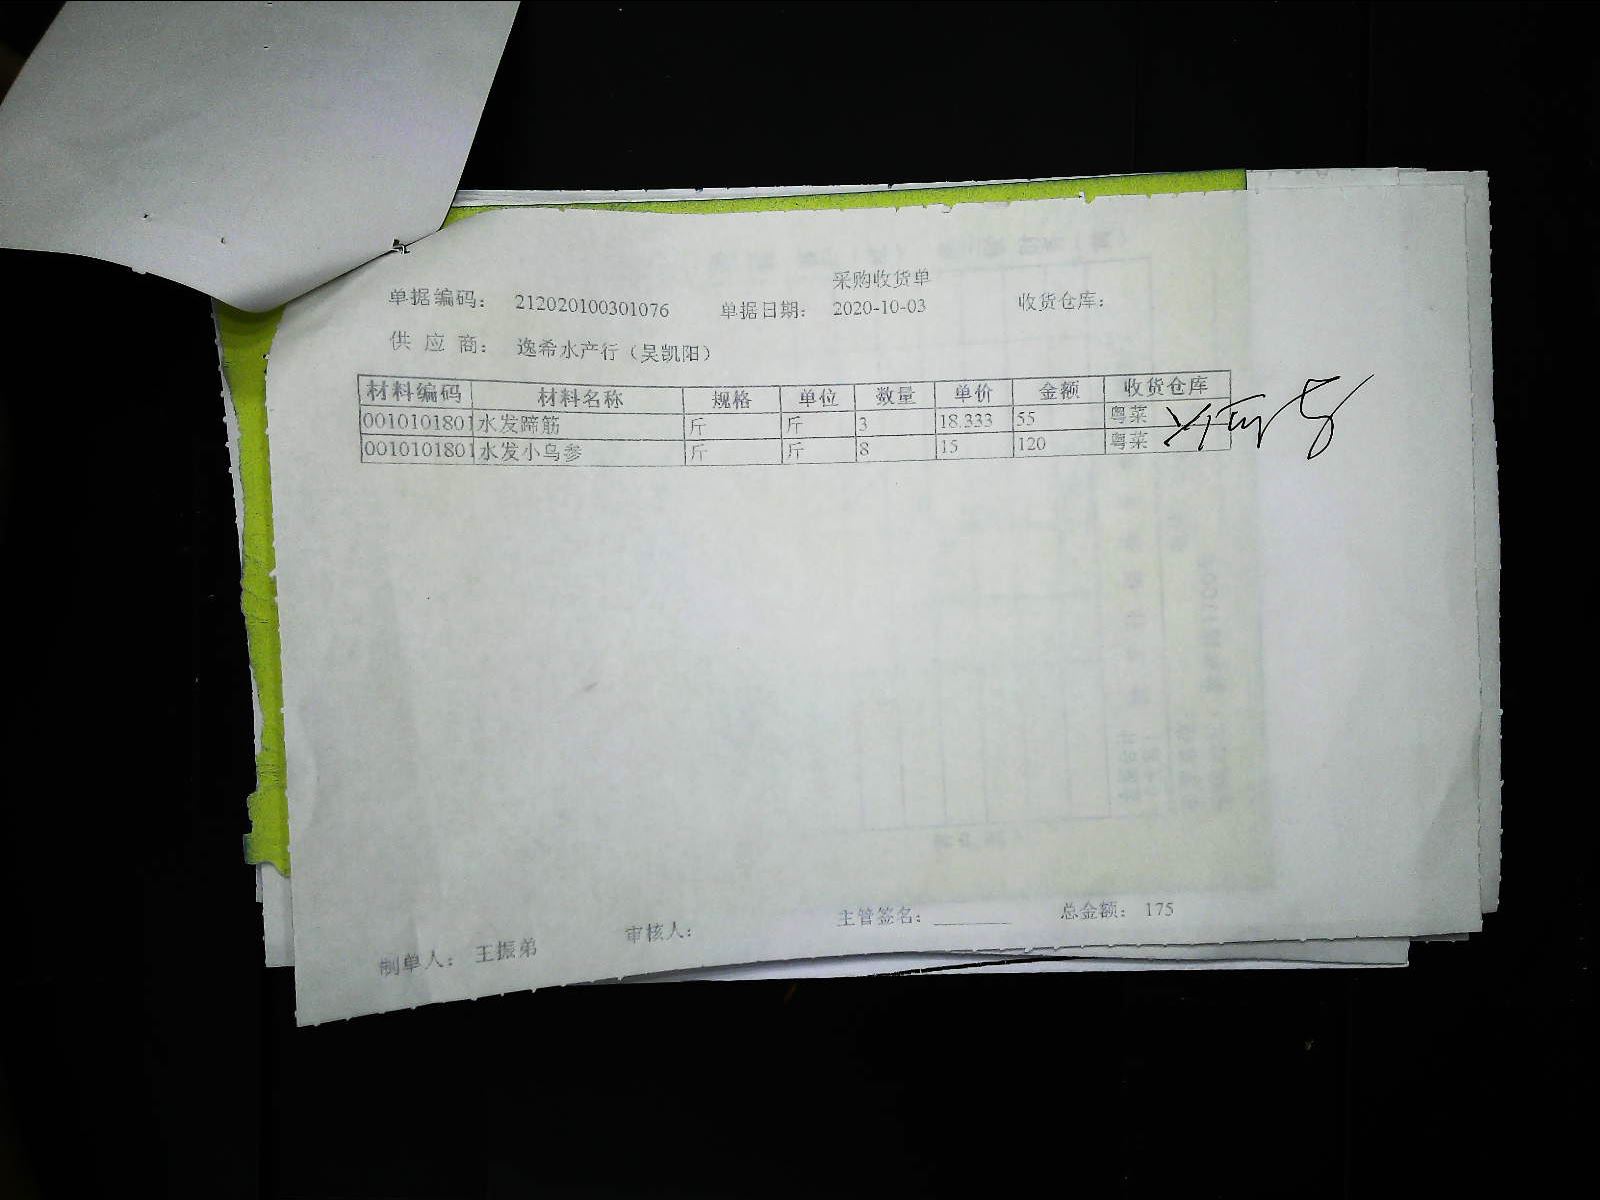 采购收货单
单据编码: 212020100301076 单据日期: 2020-10-03 收货仓库:
供 应 商: 逸希水产行（吴凯阳）
材料编码 材料名称 规格 单位 数量 单价 金额 收货仓库
0010101801 水发蹄筋 斤 斤 3 18.333 55 粤菜
0010101801 水发小乌参 斤 斤 8 15 120 粤菜
制单人: 王振弟 审核人: 主管签名: 总金额: 175